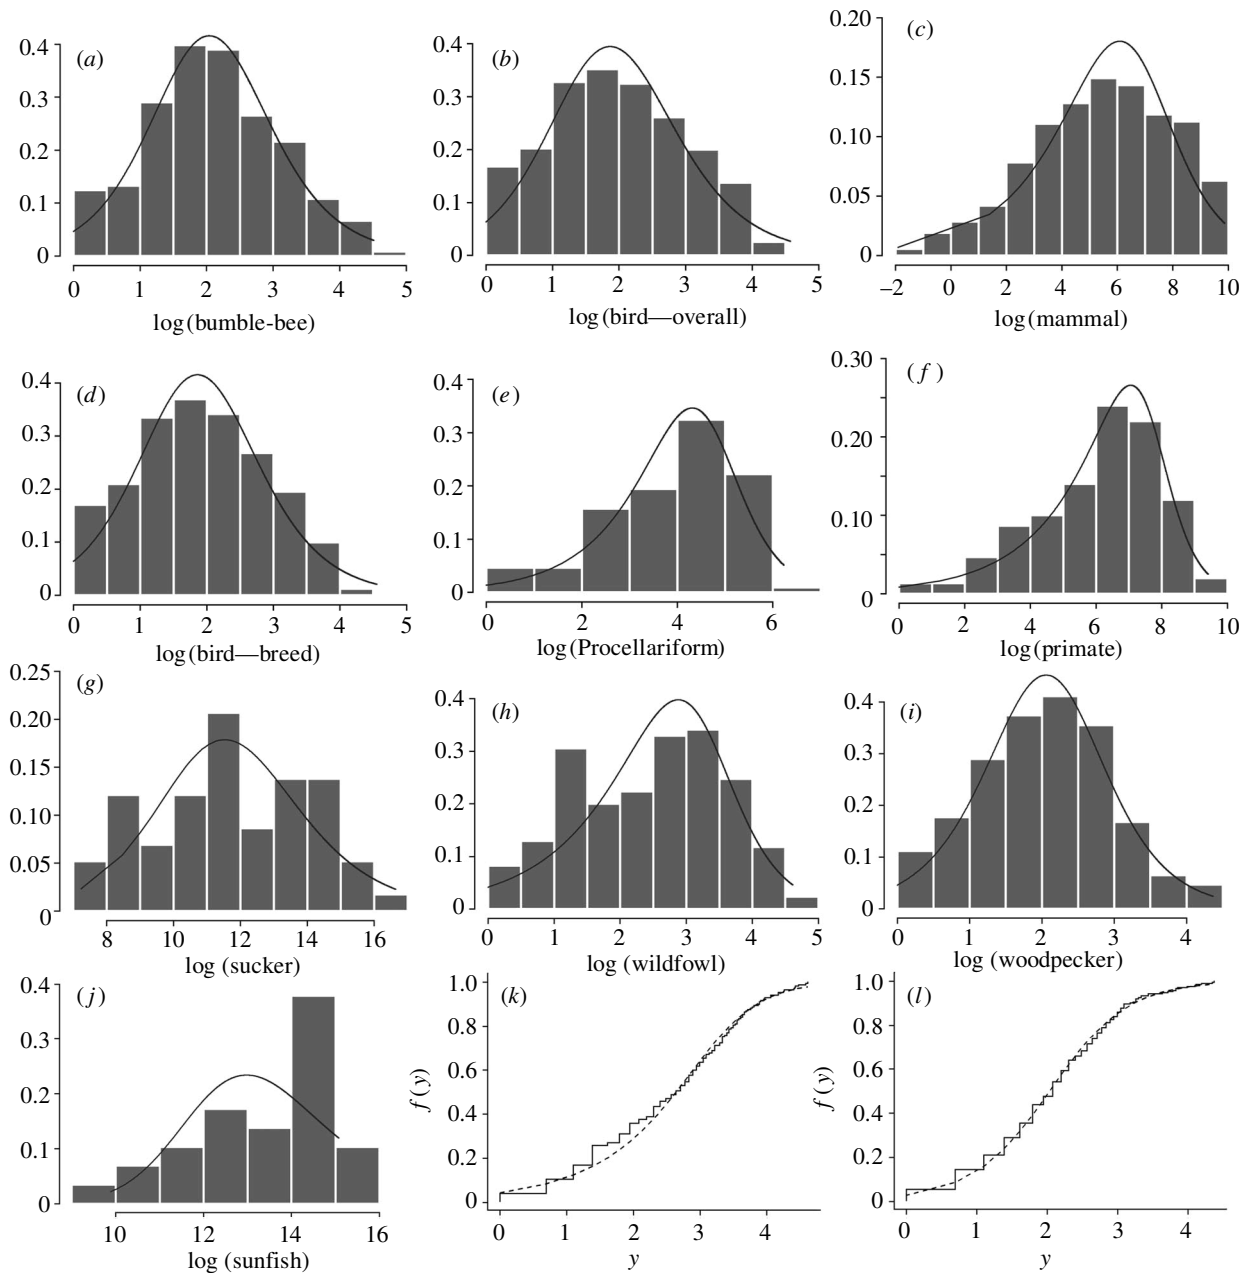 (a)
0.4
0.3
0.2
0.1
0
0 1 2 3 4 5
log(bumble-bee)
(b)
0.4
0.3
0.2
0.1
0
0 1 2 3 4 5
log(bird—overall)
(c)
0.20
0.15
0.10
0.05
0
–2 0 2 4 6 8 10
log(mammal)
(d)
0.4
0.3
0.2
0.1
0
0 1 2 3 4 5
log(bird—breed)
(e)
0.4
0.3
0.2
0.1
0
0 2 4 6
log(Procellariform)
(f)
0.30
0.20
0.10
0
0 2 4 6 8 10
log(primate)
(g)
0.25
0.20
0.15
0.10
0.05
0
8 10 12 14 16
log (sucker)
(h)
0.4
0.3
0.2
0.1
0
0 1 2 3 4 5
log (wildfowl)
(i)
0.4
0.3
0.2
0.1
0
0 1 2 3 4
log (woodpecker)
(j)
0.4
0.3
0.2
0.1
0
10 12 14 16
log (sunfish)
(k)
1.0
0.8
0.6
0.4
0.2
0
f(y)
0 1 2 3 4
y
(l)
1.0
0.8
0.6
0.4
0.2
0
f(y)
0 1 2 3 4
y